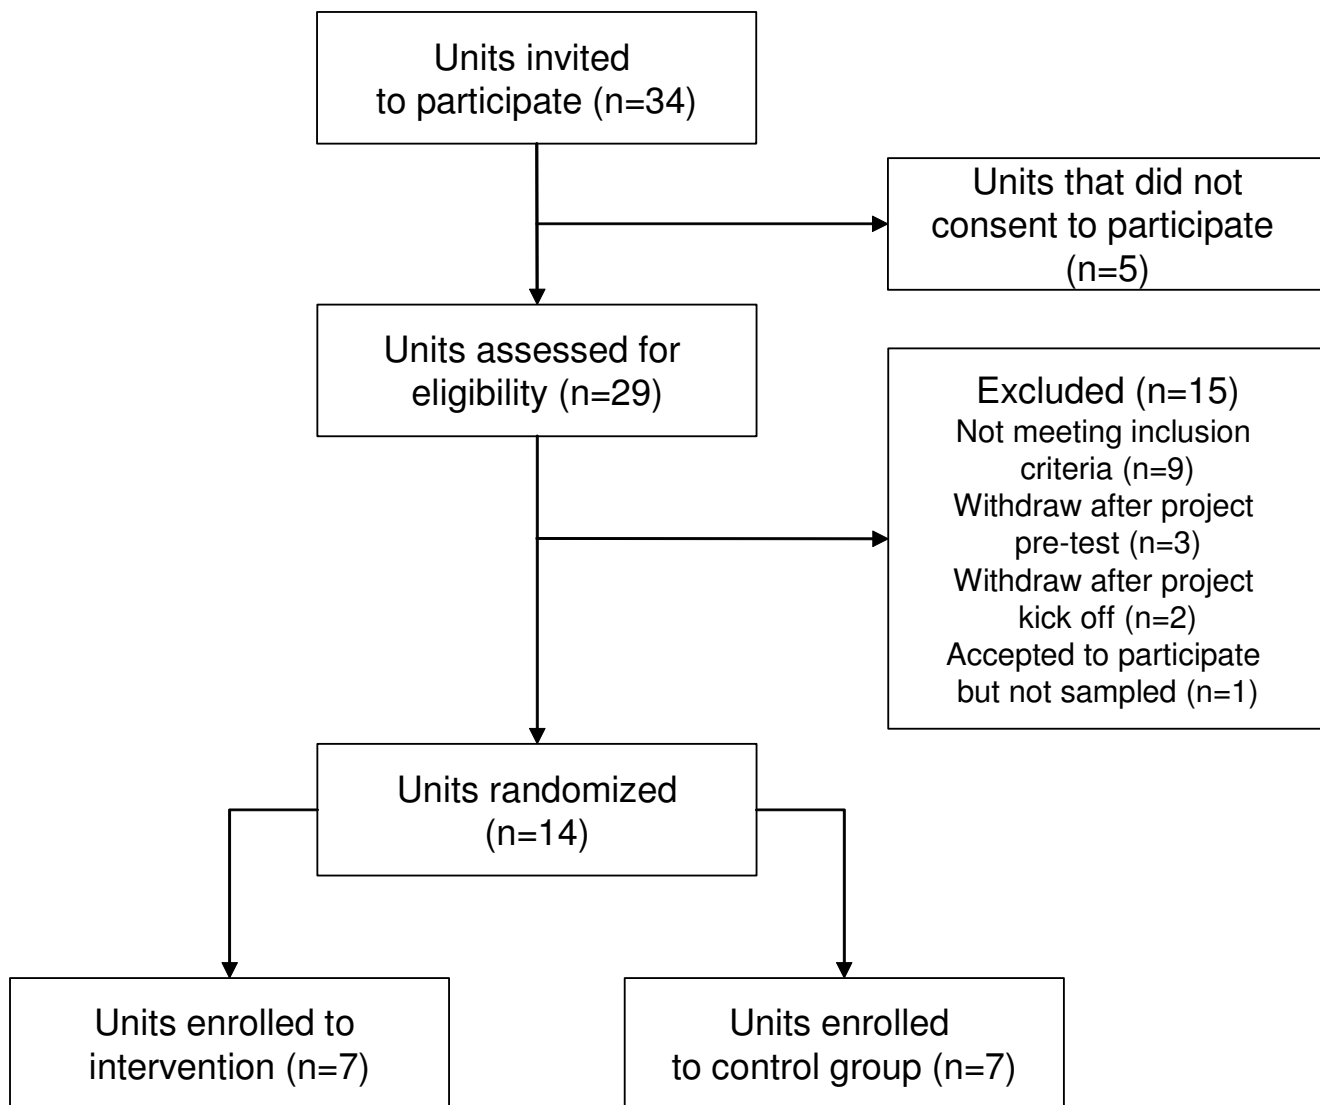 Units invited
to participate (n=34)
Units that did not
consent to participate
(n=5)
Units assessed for
eligibility (n=29)
Excluded (n=15)
Not meeting inclusion
criteria (n=9)
Withdraw after project
pre-test (n=3)
Withdraw after project
kick off (n=2)
Accepted to participate
but not sampled (n=1)
Units randomized
(n=14)
Units enrolled to
intervention (n=7)
Units enrolled
to control group (n=7)